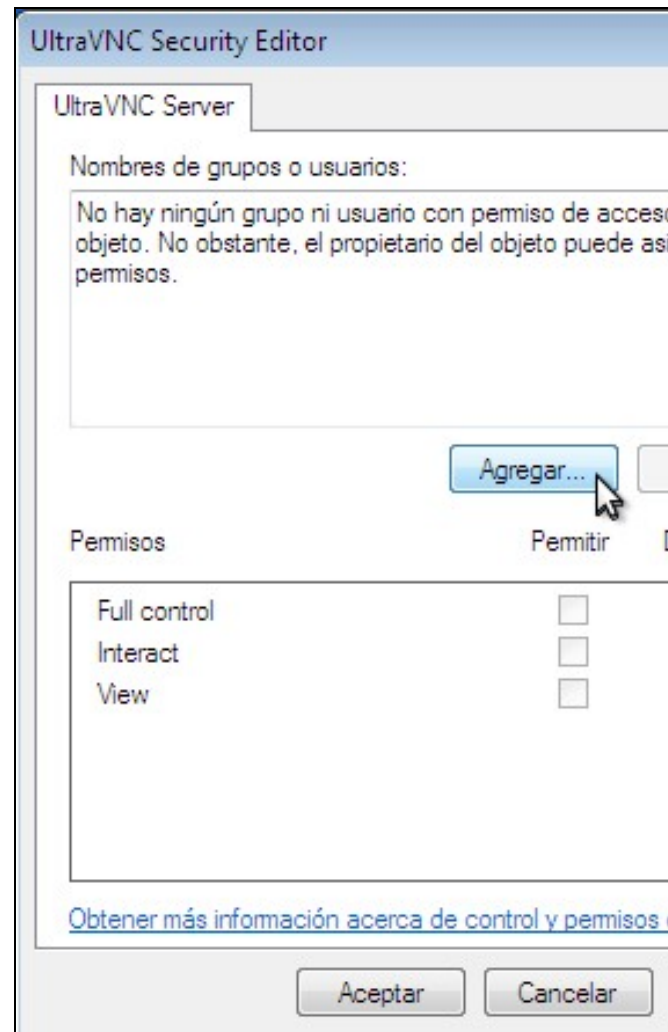 UltraVNC Security Editor
UltraVNC Server
Nombres de grupos o usuarios:
No hay ningún grupo ni usuario con permiso de acceso
objeto. No obstante, el propietario del objeto puede asi
permisos.
Agregar...
Permisos Permitir
Full control
Interact
View
Obtener más información acerca de control y permisos
Aceptar Cancelar